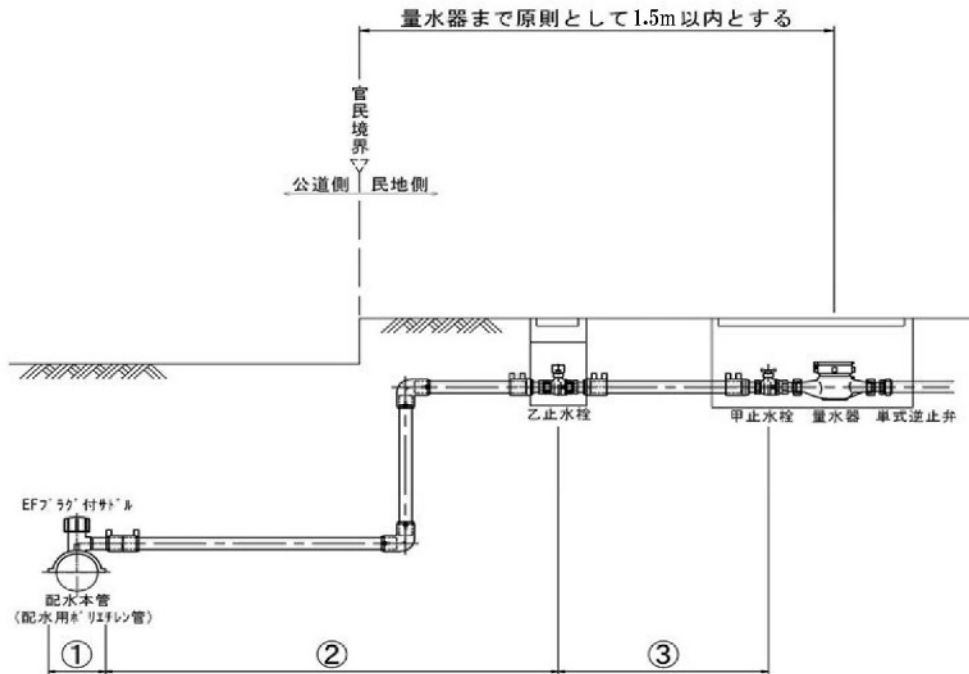 量水器まで原則として1.5m以内とする
官民境界
公道側 民地側
乙止水栓
甲止水栓 量水器 単式逆止弁
EFプラグ付サドル
配水本管
(配水用ポリエチレン管)
① ② ③